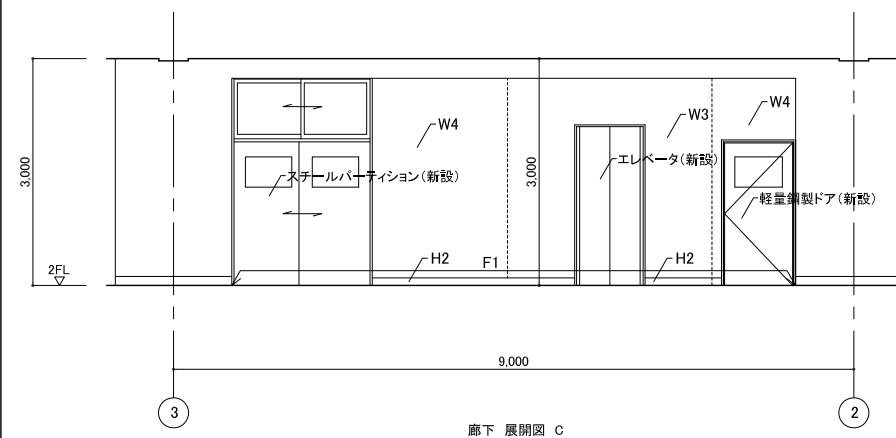 W4
W3
W4
スチールパーティション(新設)
エレベータ(新設)
軽量鋼製ドア(新設)
3,000
3,000
2FL
H2
F1
H2
9,000
3
2
廊下 展開図 C